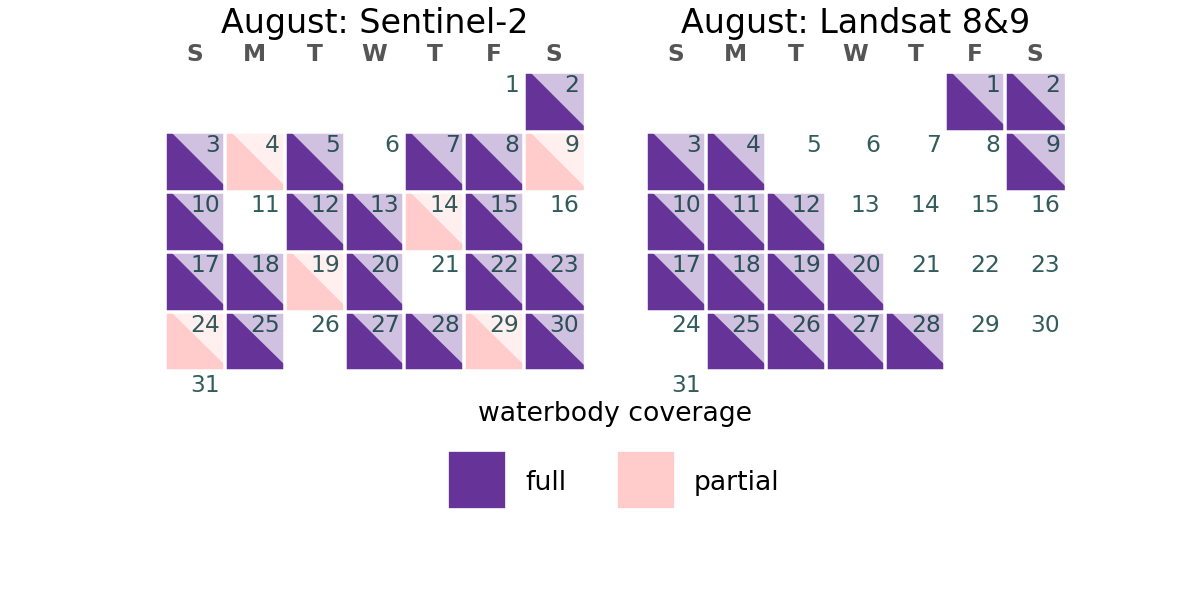 August: Sentinel-2
S M T W T F S
1 2
3 4 5 6 7 8 9
10 11 12 13 14 15 16
17 18 19 20 21 22 23
24 25 26 27 28 29 30
31
August: Landsat 8&9
S M T W T F S
1 2
3 4 5 6 7 8 9
10 11 12 13 14 15 16
17 18 19 20 21 22 23
24 25 26 27 28 29 30
31
waterbody coverage
full partial